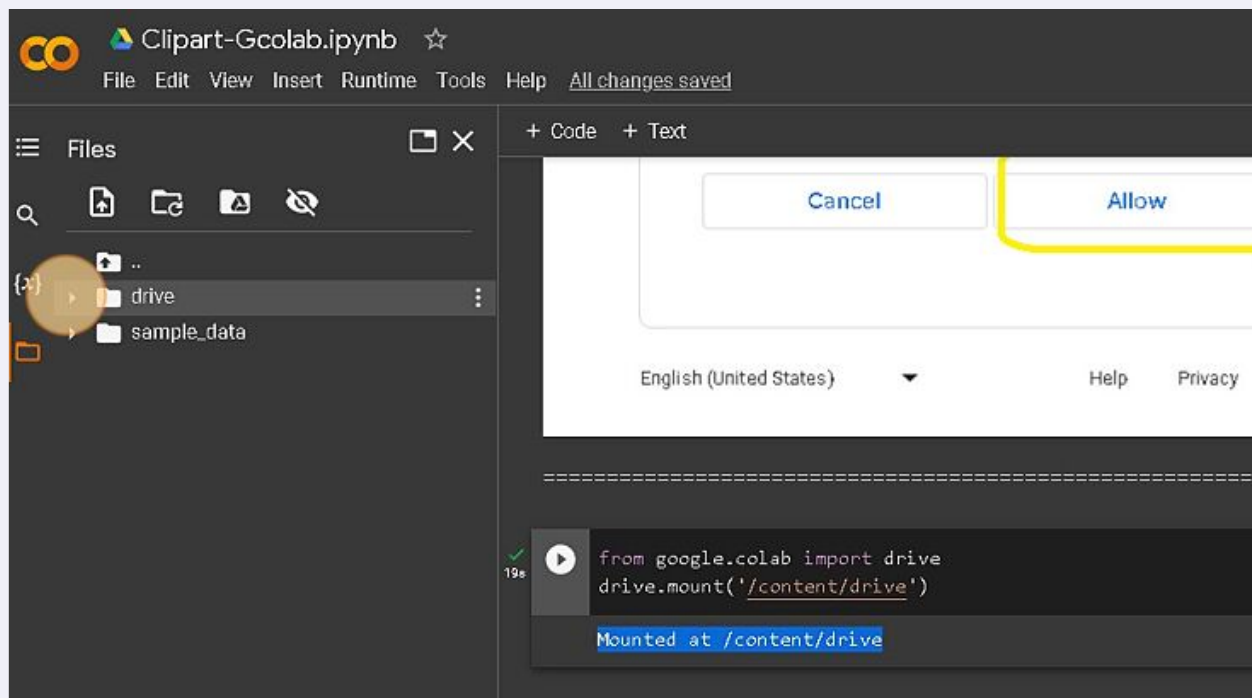 Clipart-Gcolab.ipynb
File Edit View Insert Runtime Tools Help All changes saved
Files
+ Code + Text
{x}
..
drive
sample_data
Cancel Allow
English (United States) Help Privacy
==========================================================
19s
from google.colab import drive
drive.mount('/content/drive')
Mounted at /content/drive